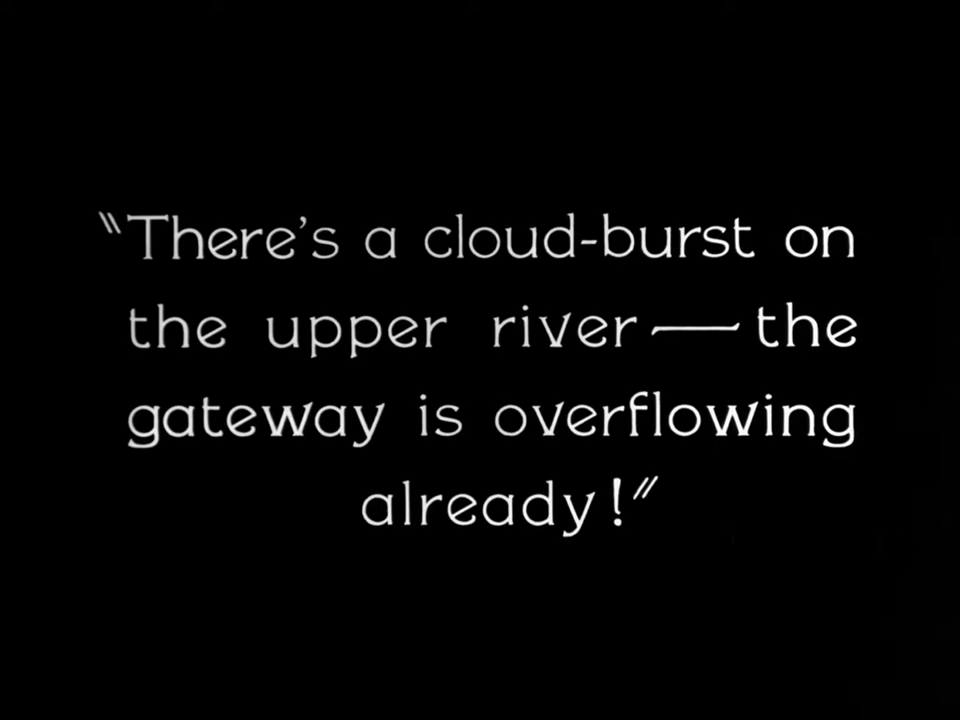 "There's a cloud-burst on
the upper river — the
gateway is overflowing
already!"